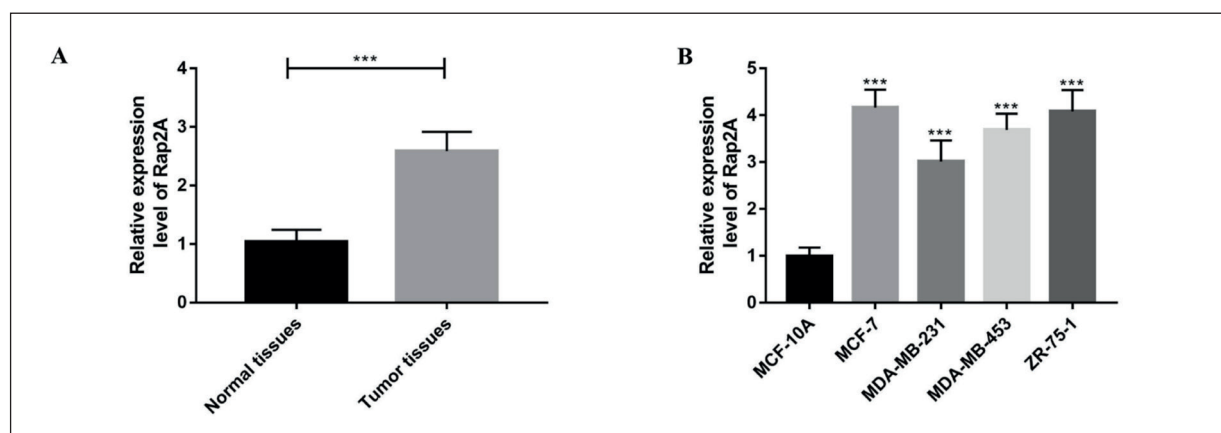 A
Relative expression
level of Rap2A
4
3
2
1
0
***
Normal tissues
Tumor tissues
B
Relative expression
level of Rap2A
5
4
3
2
1
0
***
***
***
***
MCF-10A
MCF-7
MDA-MB-231
MDA-MB-453
ZR-75-1